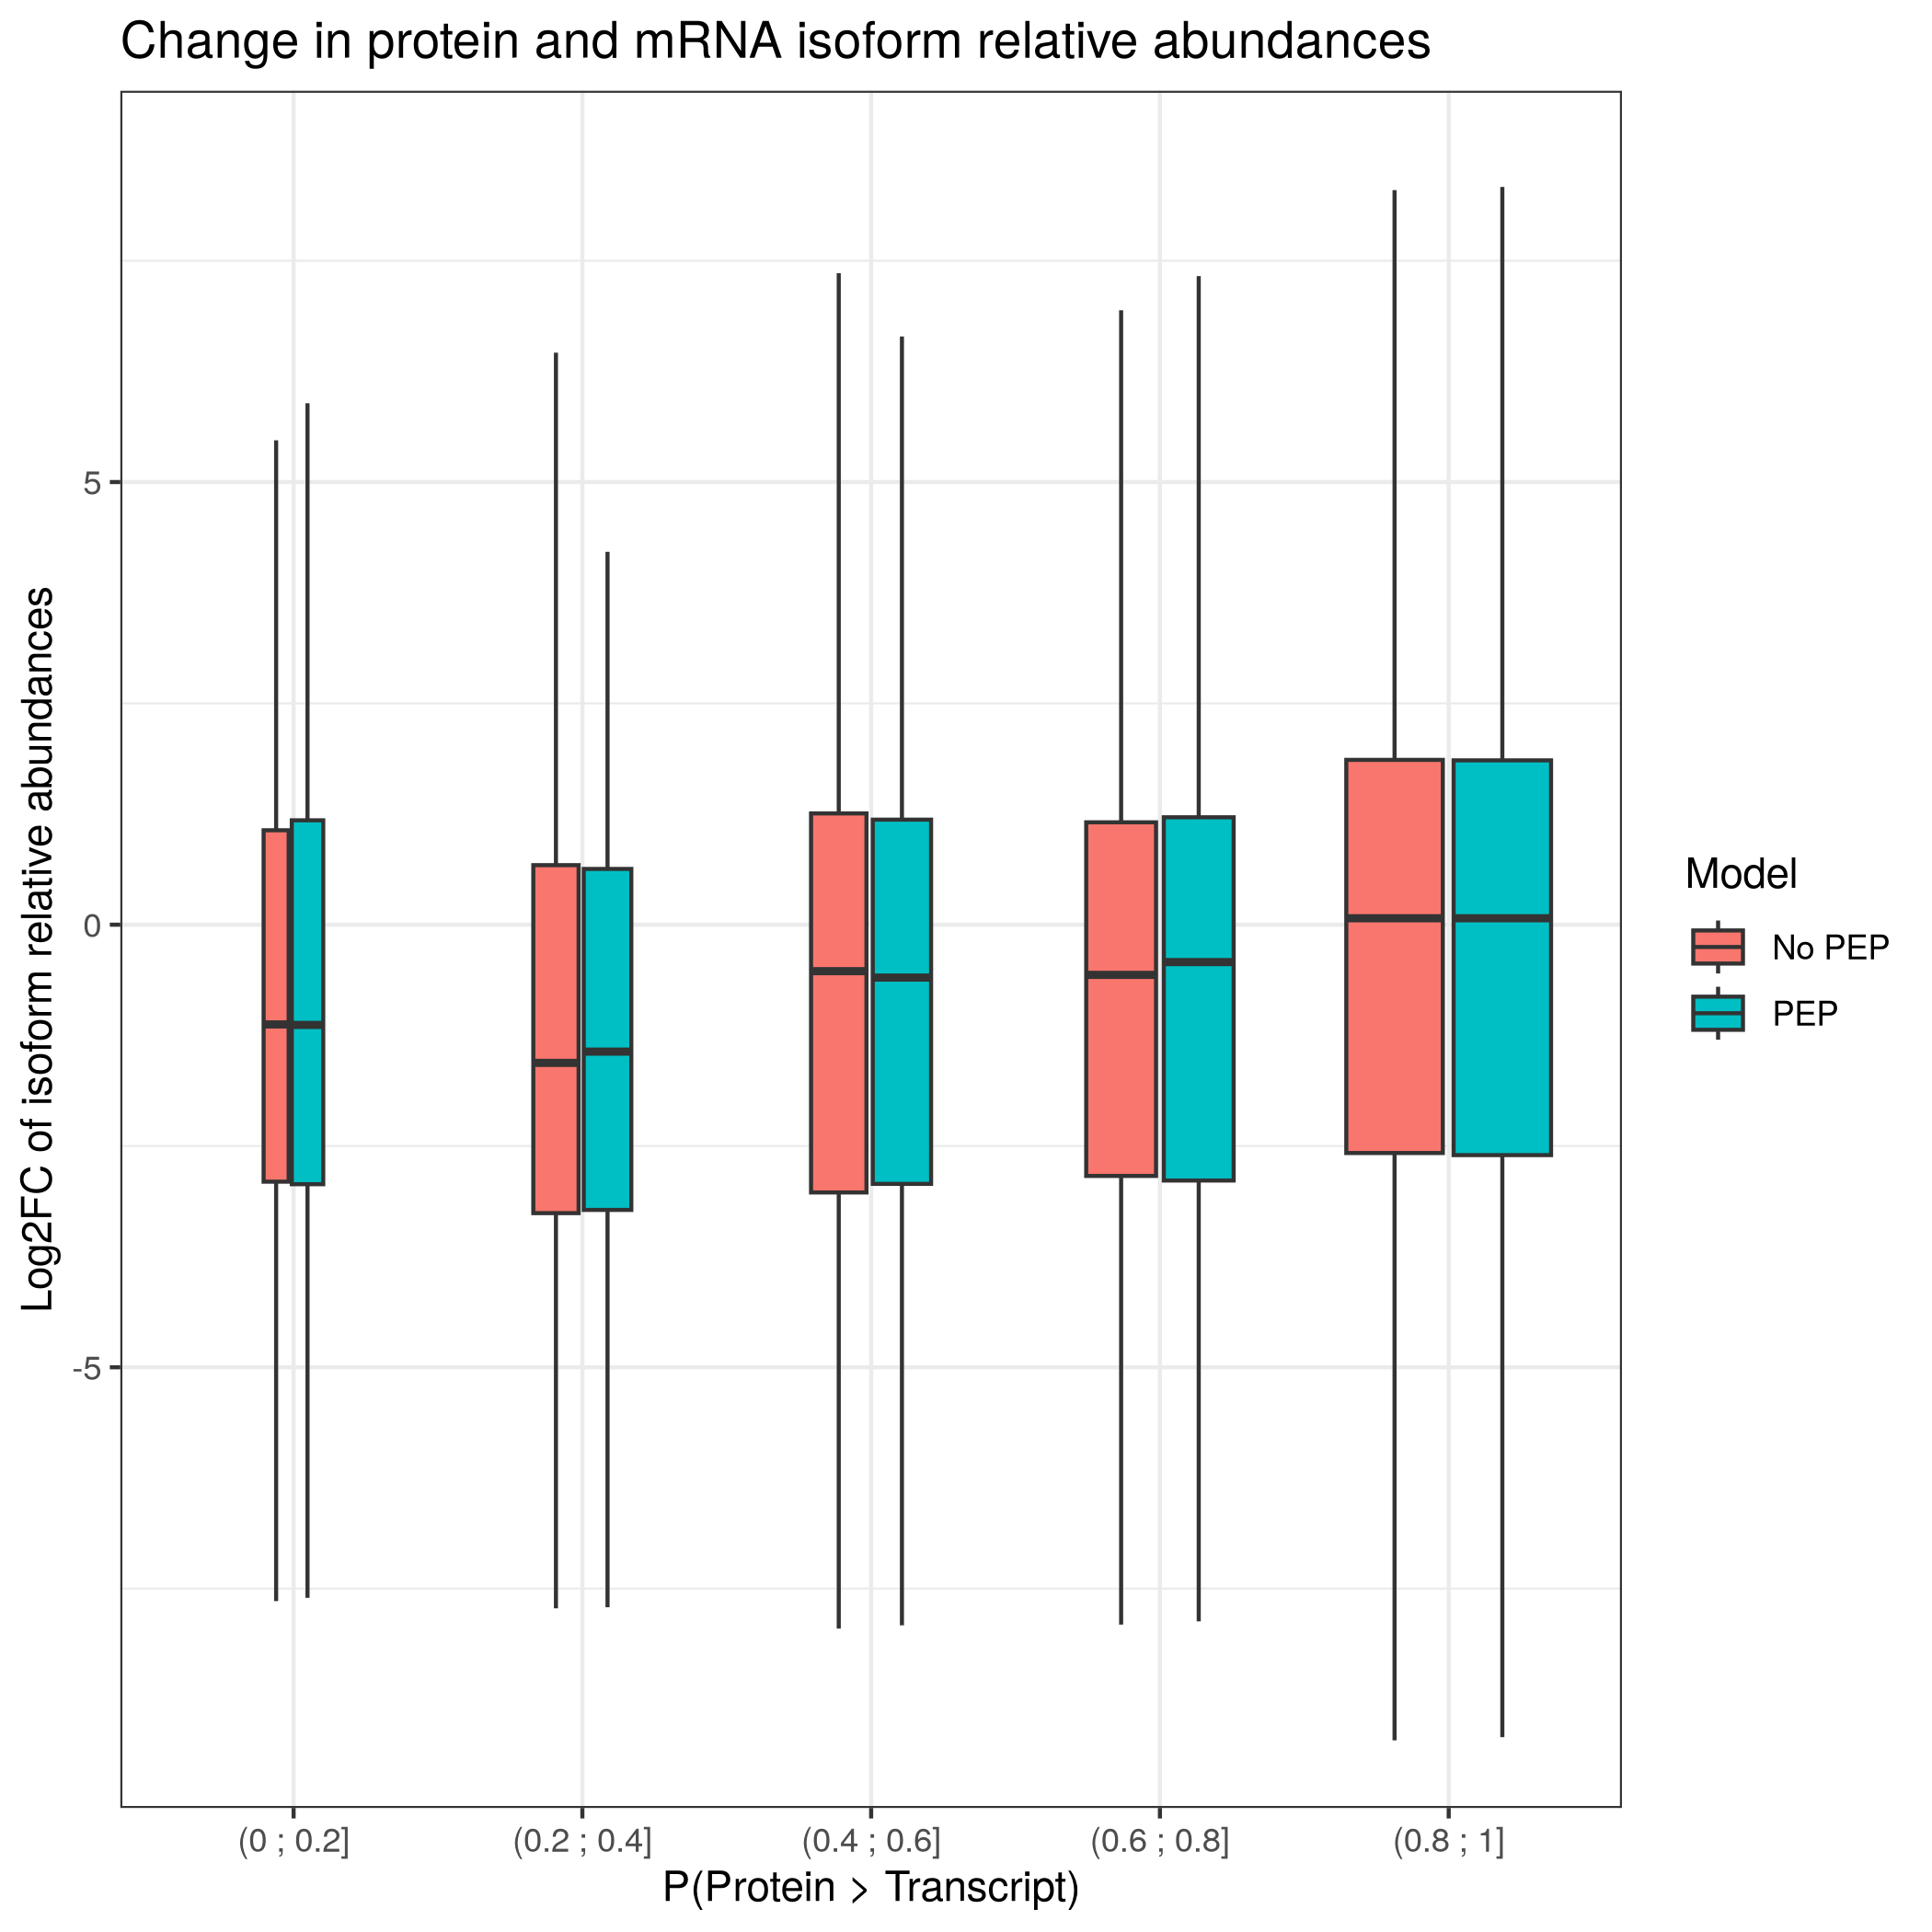 Change in protein and mRNA isoform relative abundances
Log2FC of isoform relative abundances
5
0
-5
(0 ; 0.2]
(0.2 ; 0.4]
(0.4 ; 0.6]
(0.6 ; 0.8]
(0.8 ; 1]
P(Protein > Transcript)
Model
No PEP
PEP